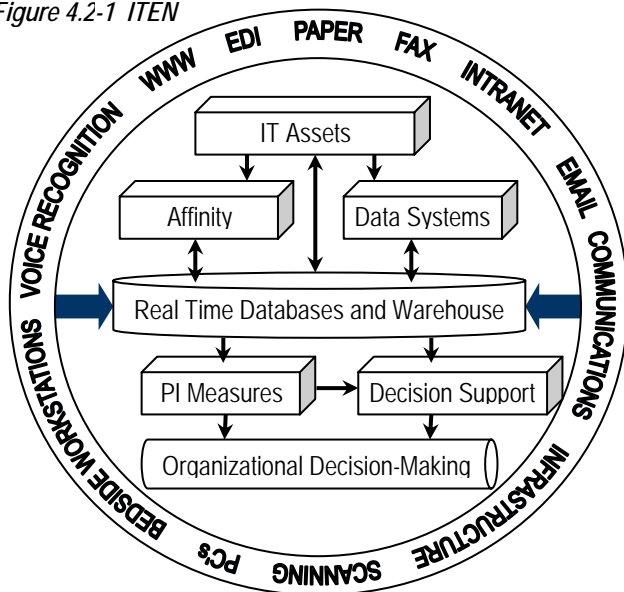 Figure 4.2-1 ITEN
VOICE RECOGNITION WWW EDI PAPER FAX INTRANET EMAIL COMMUNICATIONS INFRASTRUCTURE SCANNING PC's BEDSIDE WORKSTATIONS
IT Assets
Affinity
Data Systems
Real Time Databases and Warehouse
PI Measures
Decision Support
Organizational Decision-Making